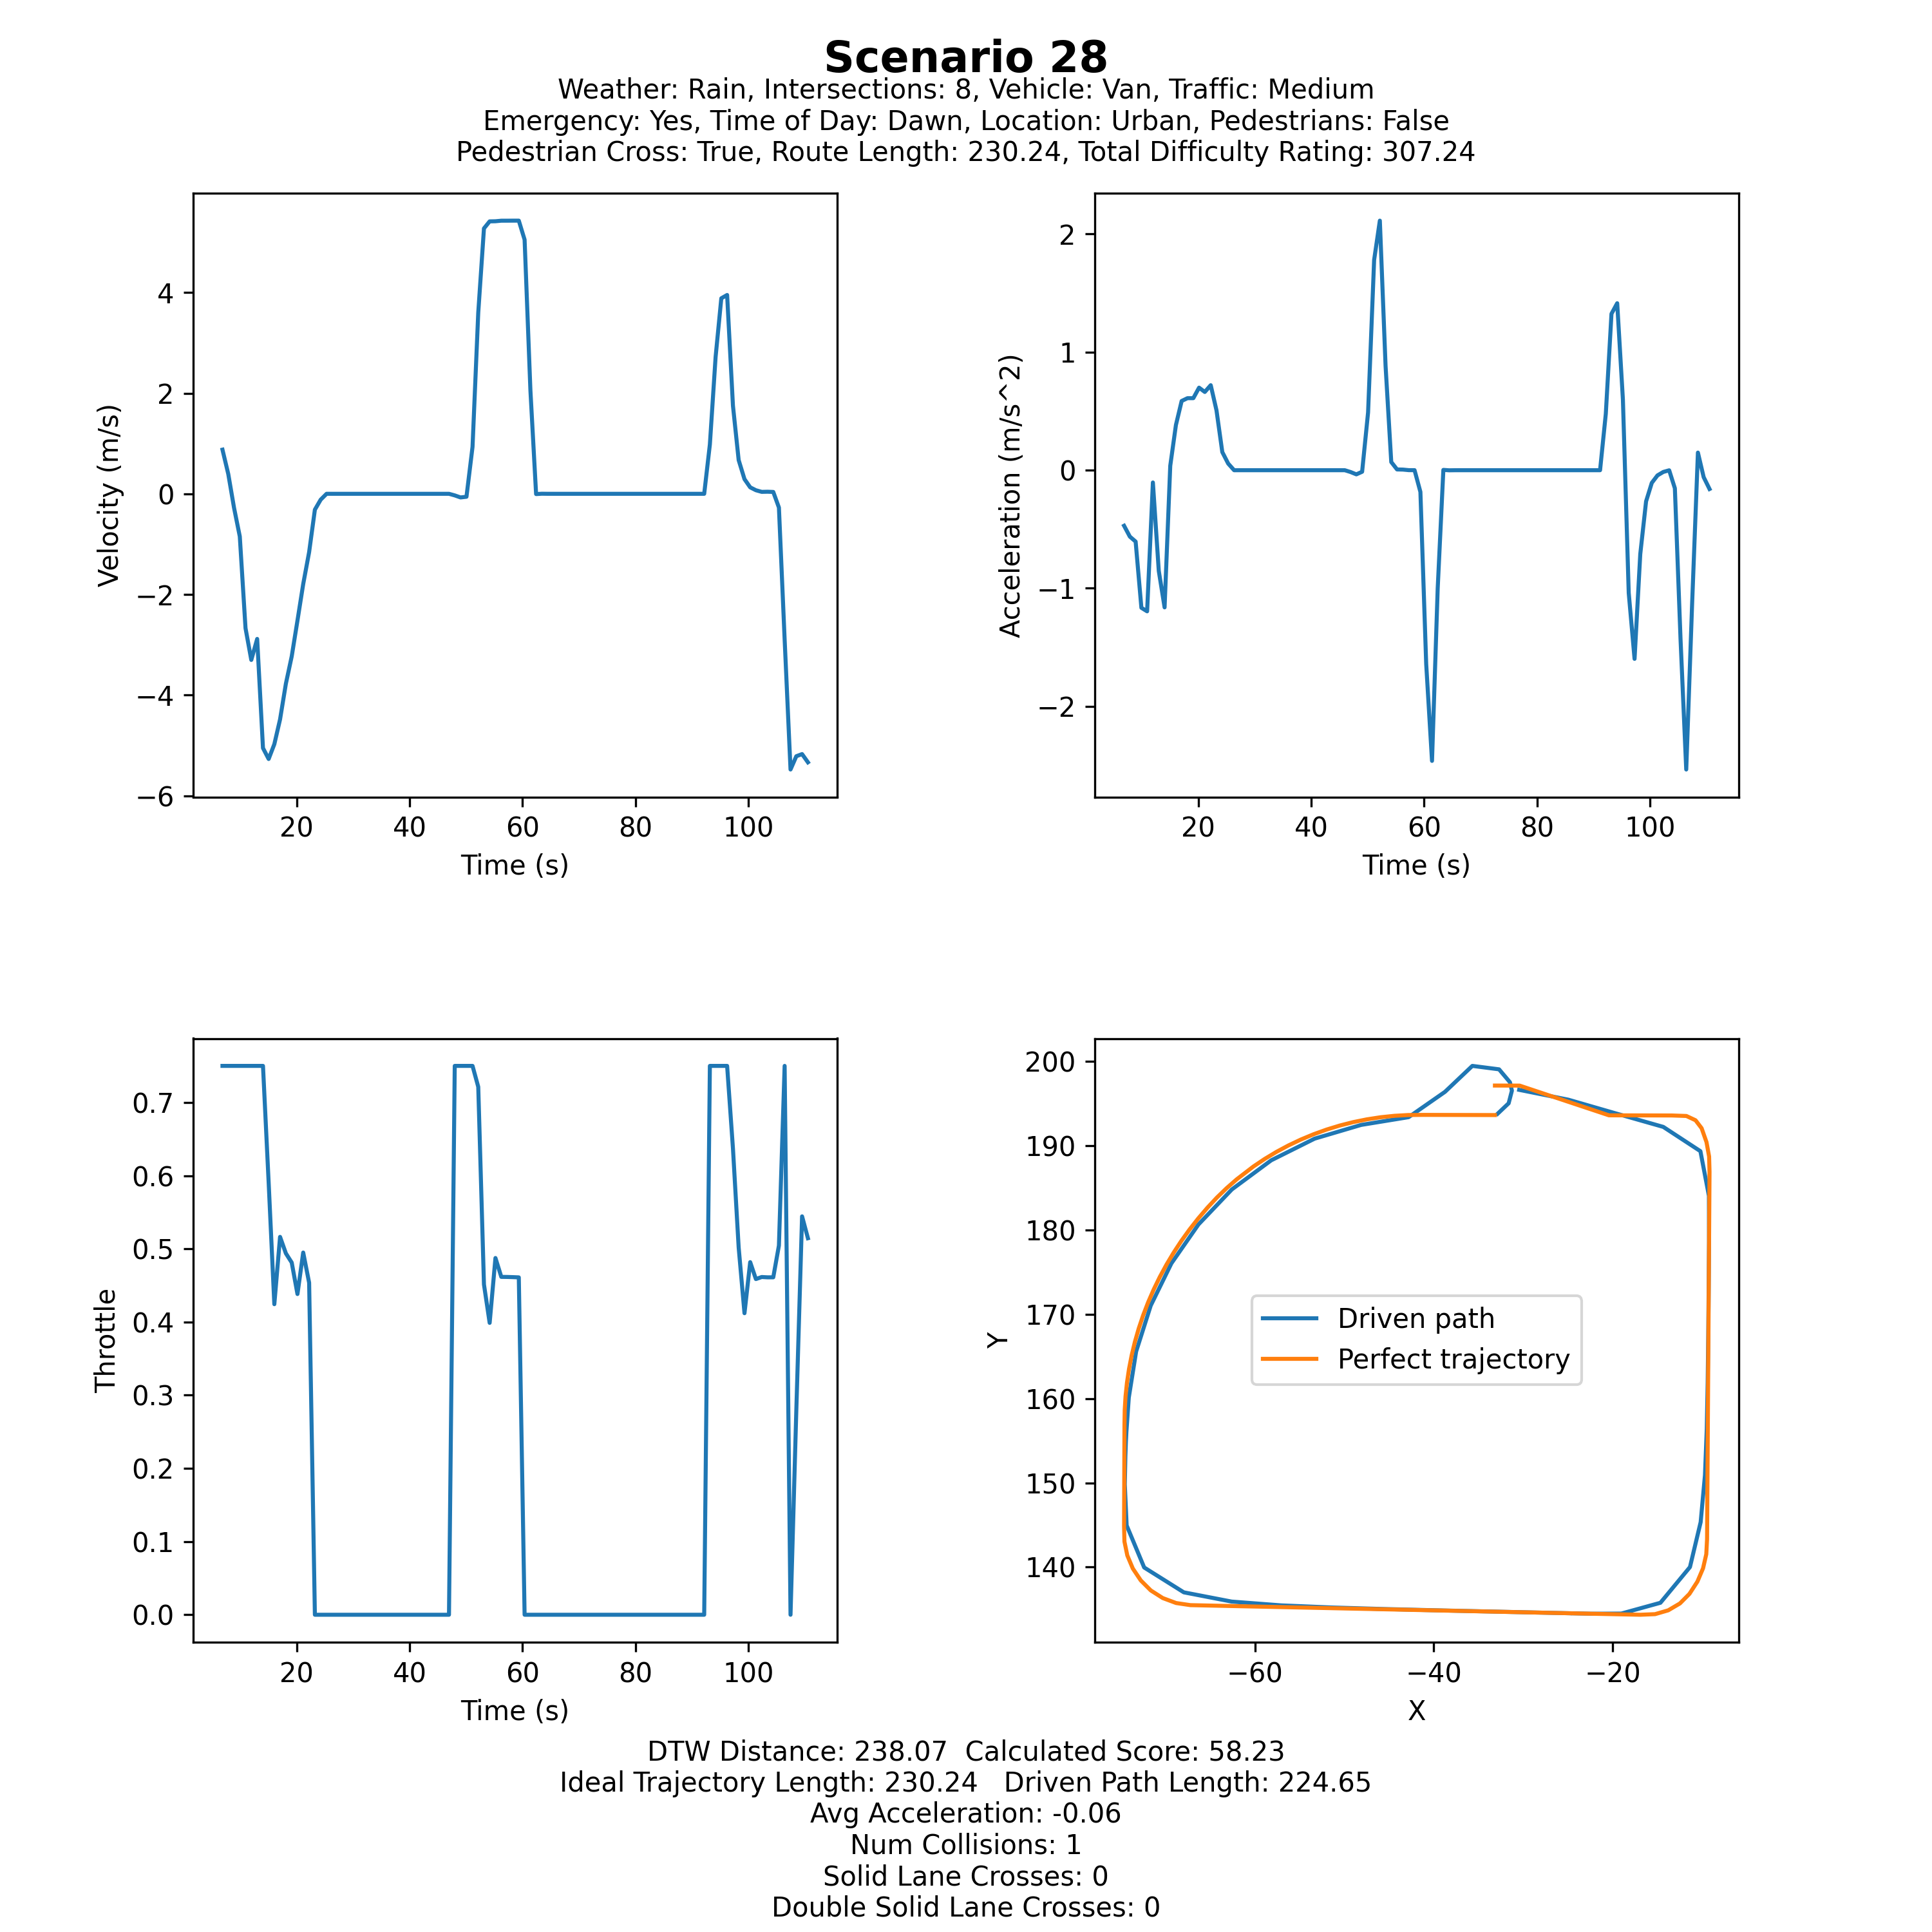 Scenario 28
Weather: Rain, Intersections: 8, Vehicle: Van, Traffic: Medium
Emergency: Yes, Time of Day: Dawn, Location: Urban, Pedestrians: False
Pedestrian Cross: True, Route Length: 230.24, Total Difficulty Rating: 307.24
4
2
0
−2
−4
−6
Velocity (m/s)
20 40 60 80 100
Time (s)
2
1
0
−1
−2
Acceleration (m/s^2)
20 40 60 80 100
Time (s)
0.7
0.6
0.5
0.4
0.3
0.2
0.1
0.0
Throttle
20 40 60 80 100
Time (s)
200
190
180
170
160
150
140
Y
Driven path
Perfect trajectory
−60 −40 −20
X
DTW Distance: 238.07 Calculated Score: 58.23
Ideal Trajectory Length: 230.24 Driven Path Length: 224.65
Avg Acceleration: -0.06
Num Collisions: 1
Solid Lane Crosses: 0
Double Solid Lane Crosses: 0